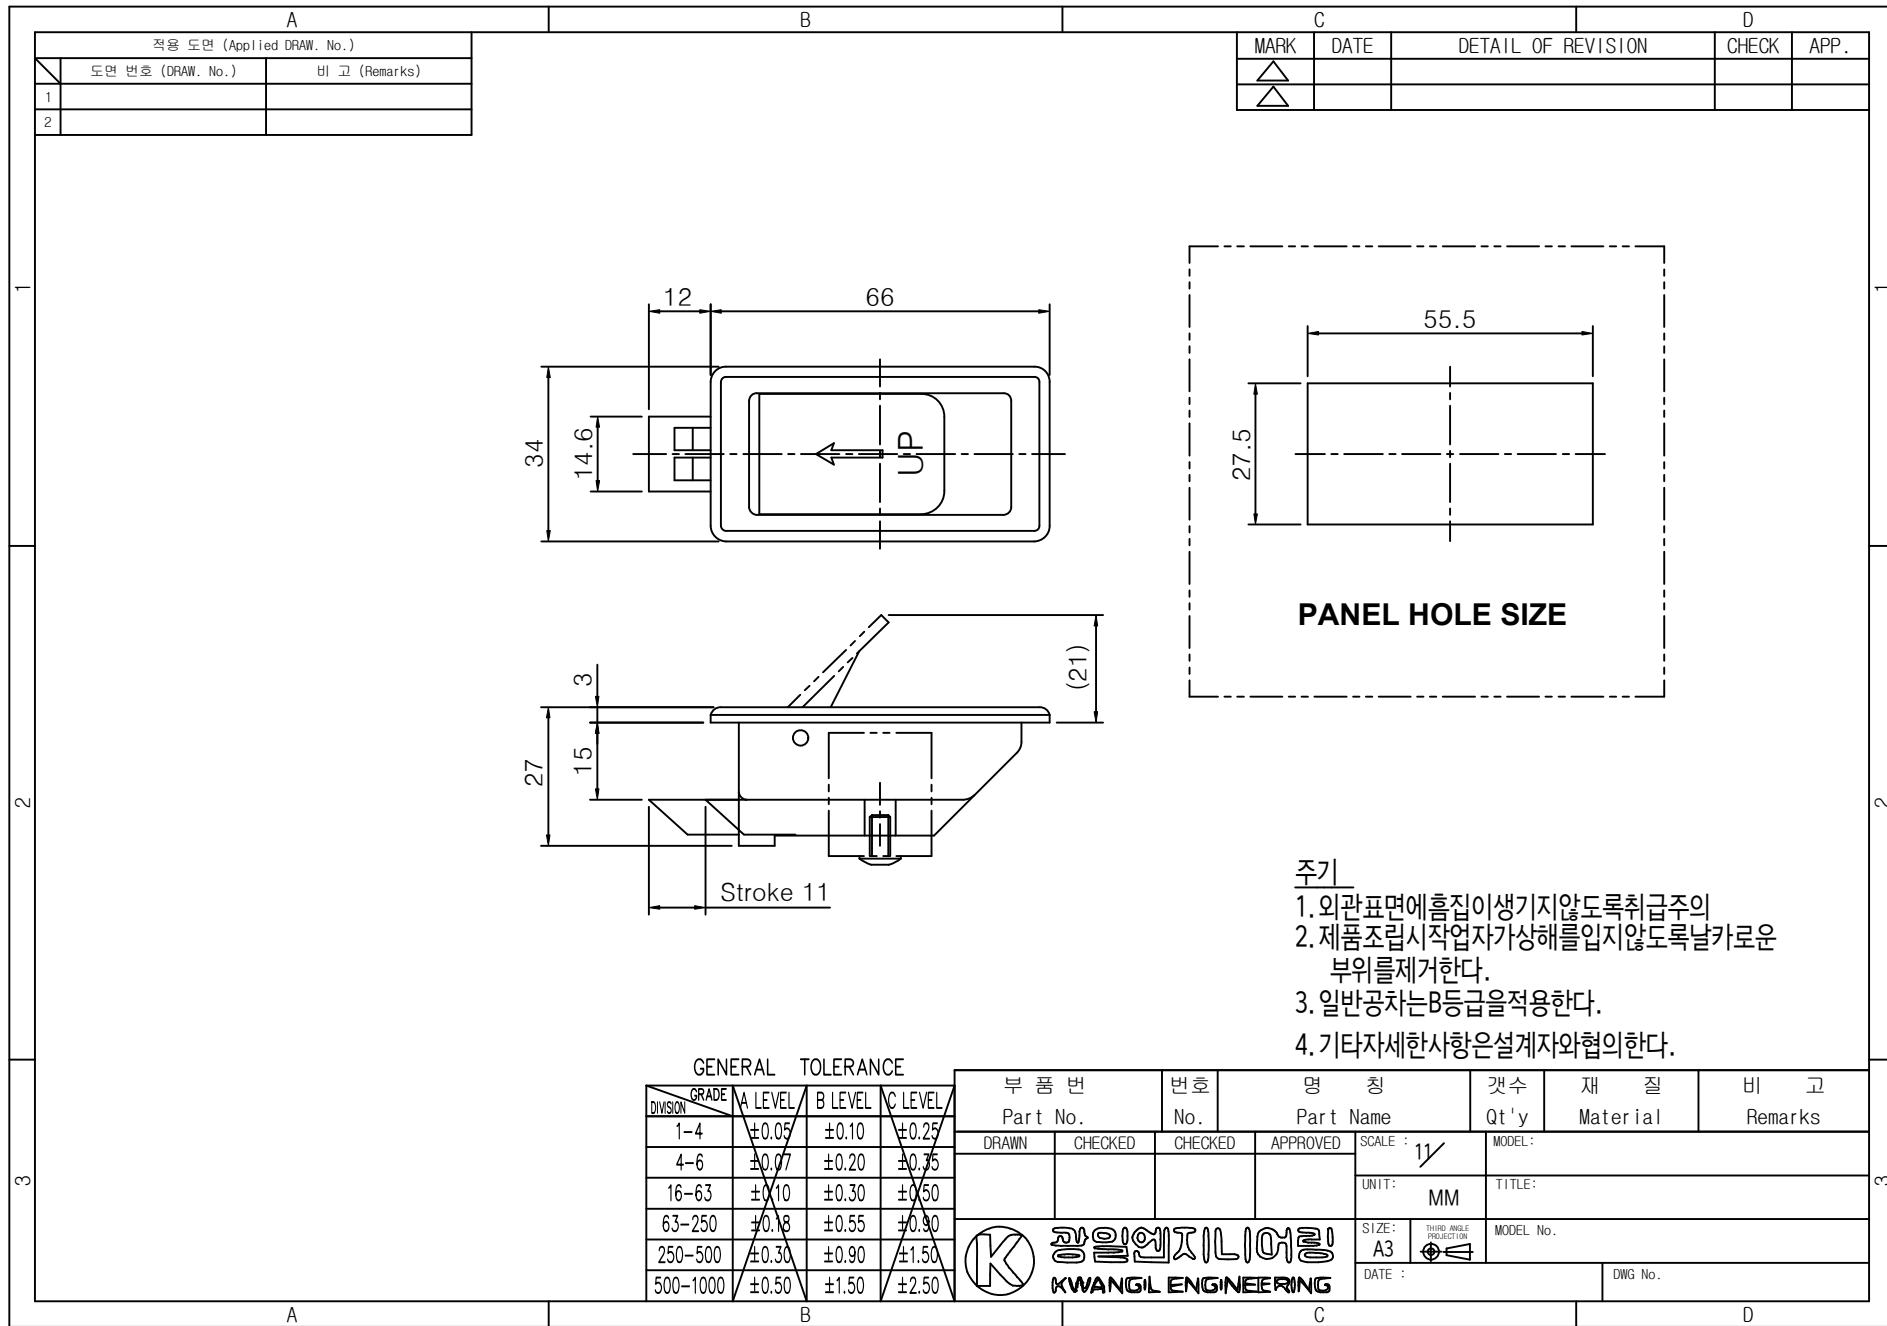 A B C D
적용 도면 (Applied DRAW. No.)
도면 번호 (DRAW. No.) 비 고 (Remarks)
1
2
MARK DATE DETAIL OF REVISION CHECK APP.
1 1
12 66
34
14.6
UP
55.5
27.5
PANEL HOLE SIZE
(21)
3
27
15
2 2
Stroke 11
주기
1. 외관표면에흠집이생기지않도록취급주의
2. 제품조립시작업자가상해를입지않도록날카로운
부위를제거한다.
3. 일반공차는B등급을적용한다.
4. 기타자세한사항은설계자와협의한다.
3 3
GENERAL TOLERANCE
DIVISION GRADE A LEVEL B LEVEL C LEVEL
1-4 ±0.05 ±0.10 ±0.25
4-6 ±0.07 ±0.20 ±0.35
16-63 ±0.10 ±0.30 ±0.50
63-250 ±0.18 ±0.55 ±0.90
250-500 ±0.30 ±0.90 ±1.50
500-1000 ±0.50 ±1.50 ±2.50
부 품 번 번호 명 칭 갯수 재 질 비 고
Part No. No. Part Name Qt'y Material Remarks
DRAWN CHECKED CHECKED APPROVED SCALE : 11/ MODEL:
UNIT: MM TITLE:
SIZE: A3 THIRD ANGLE PROJECTION MODEL No.
DATE : DWG No.
K 광일엔지니어링
KWANGIL ENGINEERING
A B C D